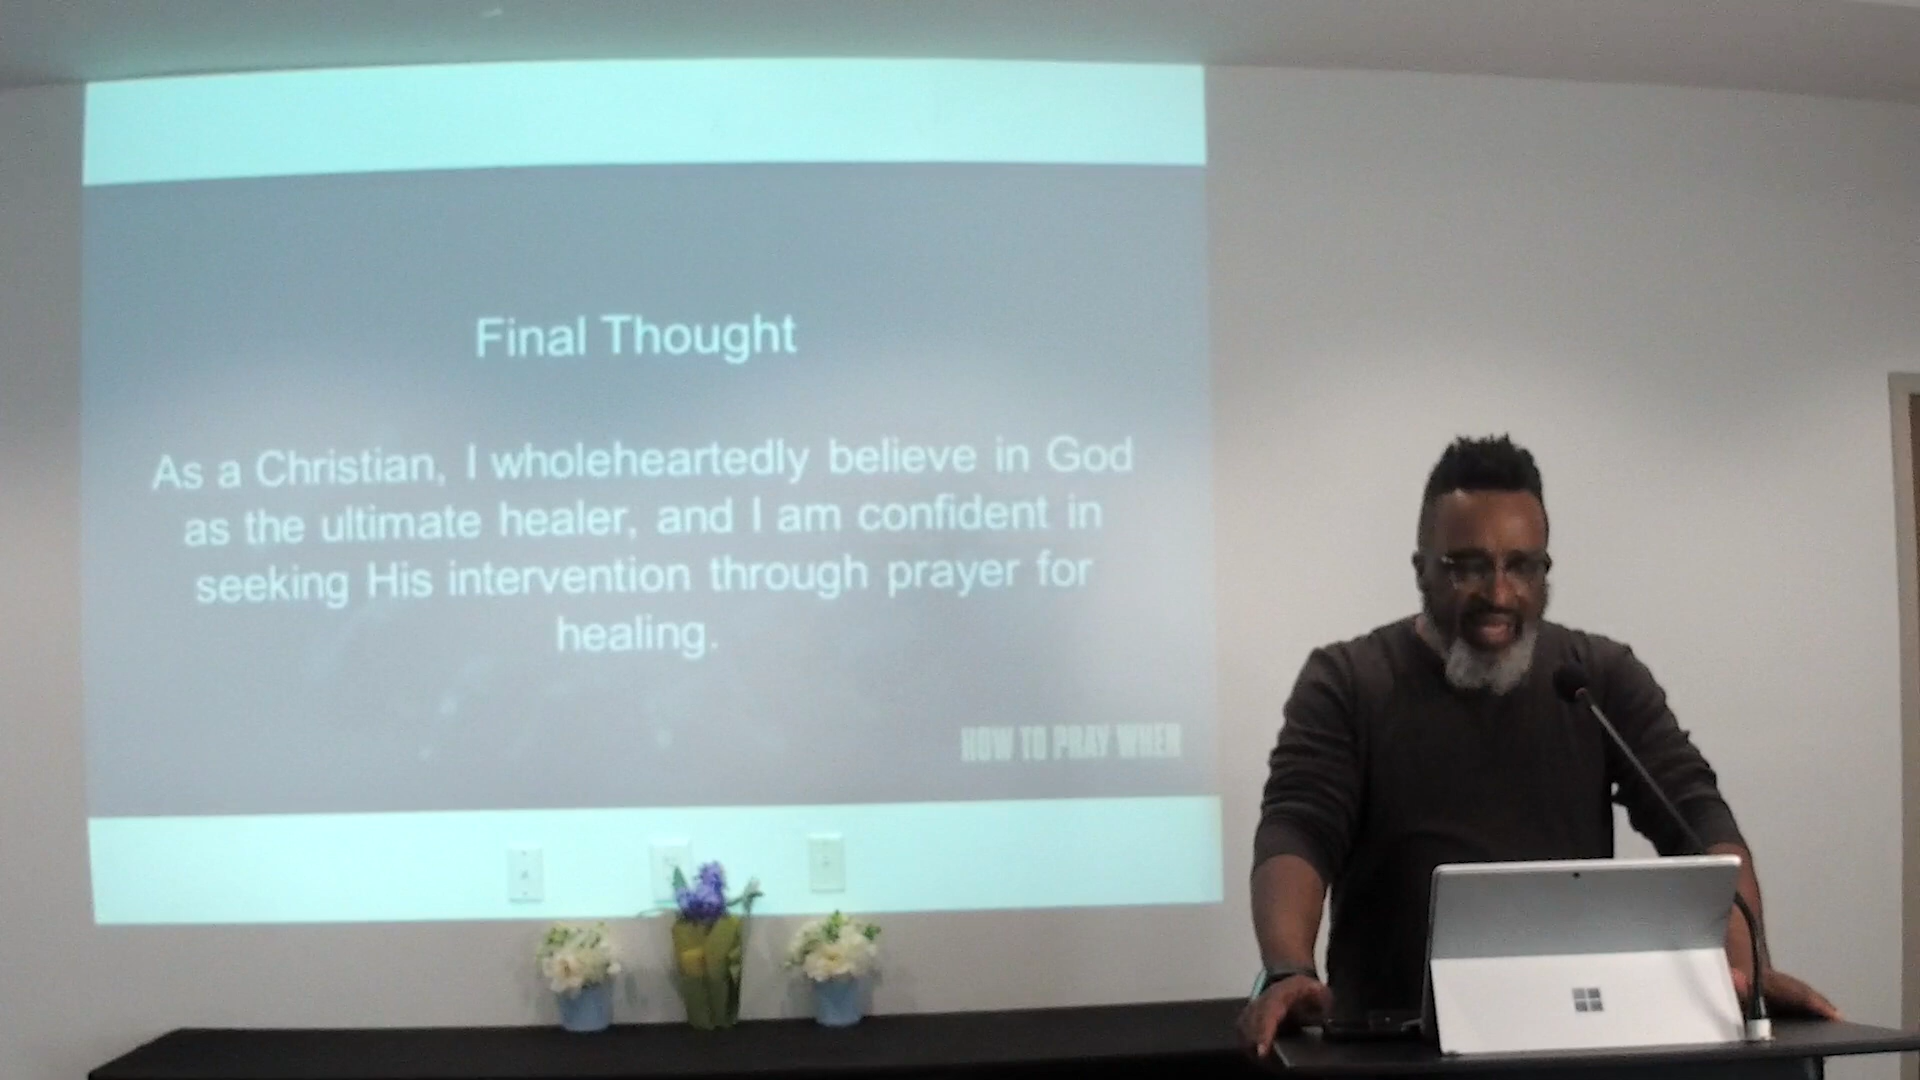 Final Thought
As a Christian, I wholeheartedly believe in God
as the ultimate healer, and I am confident in
seeking His intervention through prayer for
healing.
HOW TO PRAY WHEN